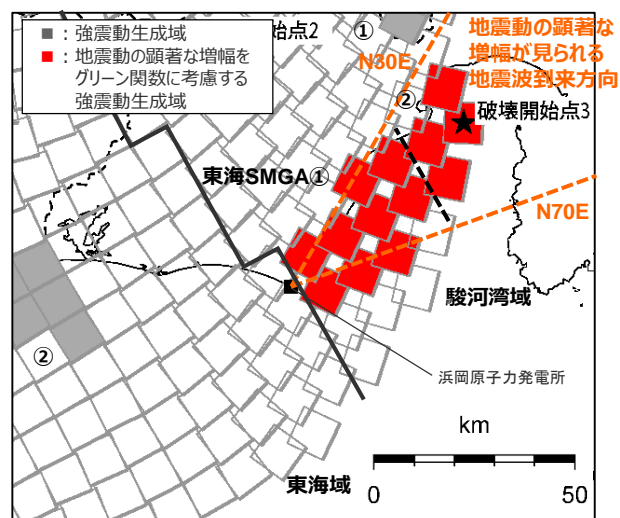 ■：強震動生成域
■：地震動の顕著な増幅を
グリーン関数に考慮する
強震動生成域
始点2
①
地震動の顕著な
増幅が見られる
地震波到来方向
N30E
②
破壊開始点3
東海SMGA①
N70E
駿河湾域
②
浜岡原子力発電所
東海域
km
0
50